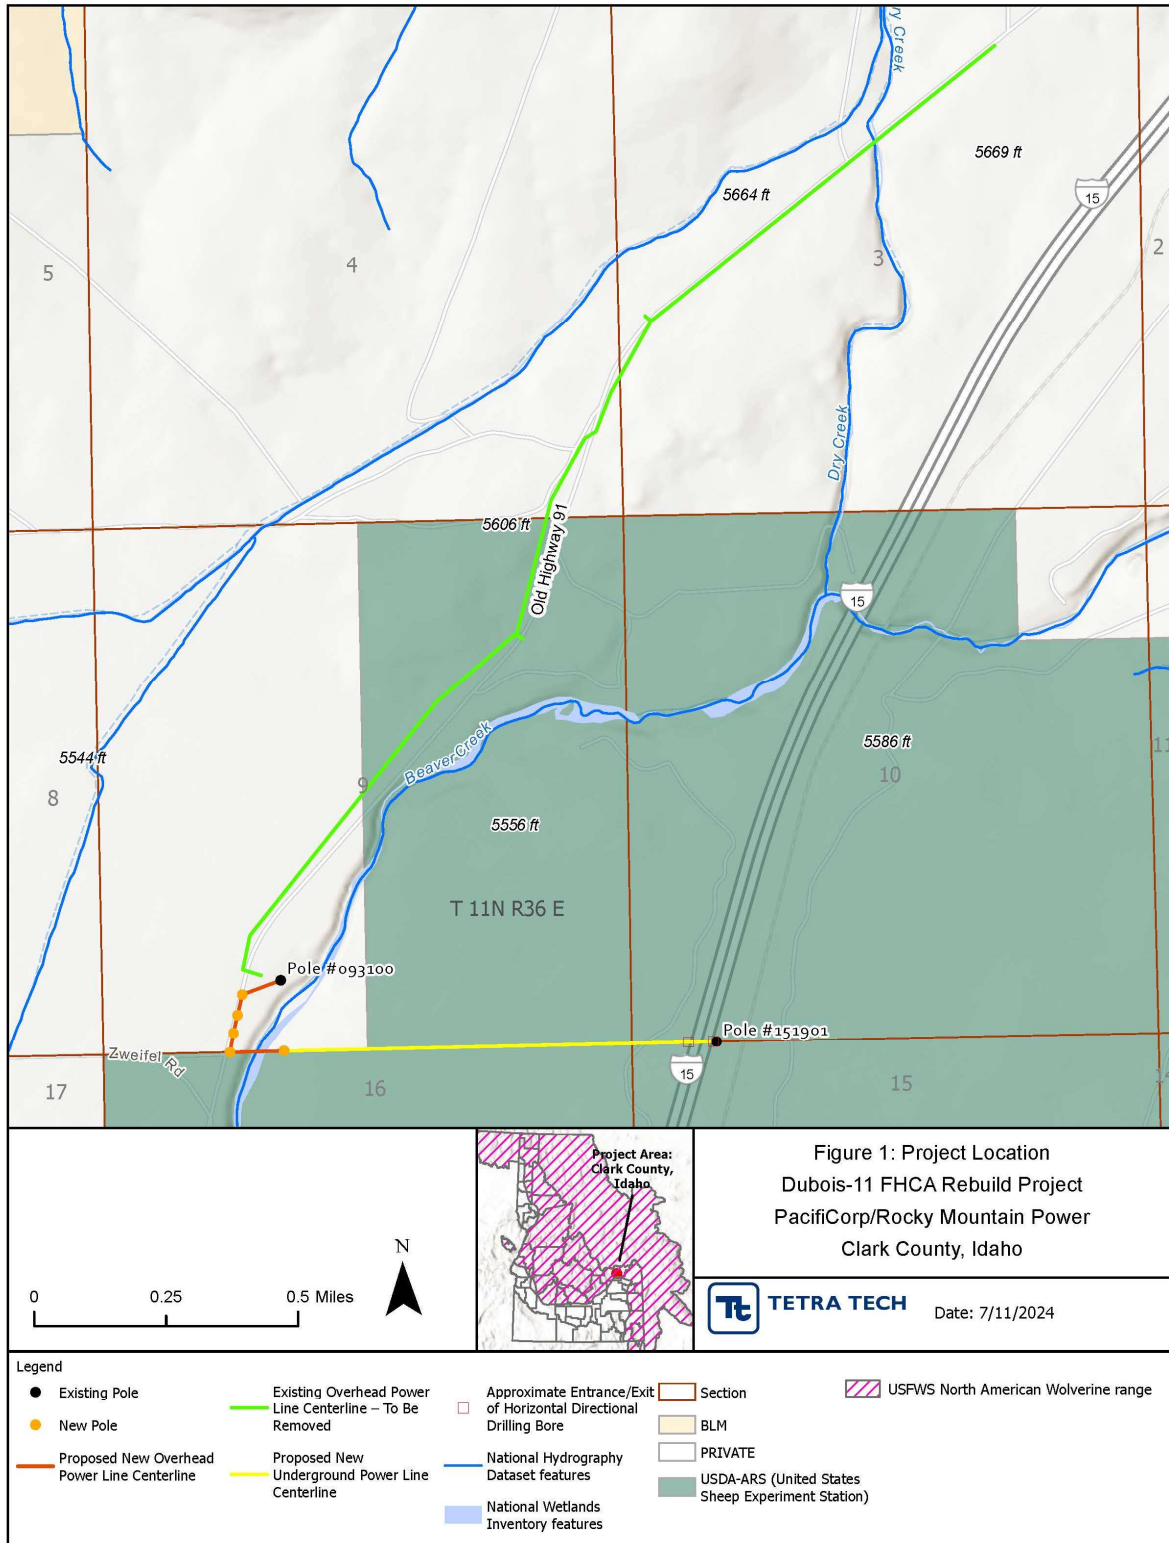 ry Creek
5669 ft
15
5664 ft
5
4
3
2
Dry Creek
5606 ft
Old Highway 91
15
5544 ft
Beaver Creek
5586 ft
8
9
10
11
5556 ft
T 11N R36 E
Pole #093100
Pole #151901
Zweifel Rd
15
17
16
15
14
Project Area:
Clark County,
Idaho
Figure 1: Project Location
Dubois-11 FHCA Rebuild Project
PacifiCorp/Rocky Mountain Power
Clark County, Idaho
N
0 0.25 0.5 Miles
Tt TETRA TECH
Date: 7/11/2024
Legend
Existing Pole
New Pole
Proposed New Overhead
Power Line Centerline
Existing Overhead Power
Line Centerline – To Be
Removed
Proposed New
Underground Power Line
Centerline
Approximate Entrance/Exit
of Horizontal Directional
Drilling Bore
National Hydrography
Dataset features
National Wetlands
Inventory features
Section
BLM
PRIVATE
USDA-ARS (United States
Sheep Experiment Station)
USFWS North American Wolverine range